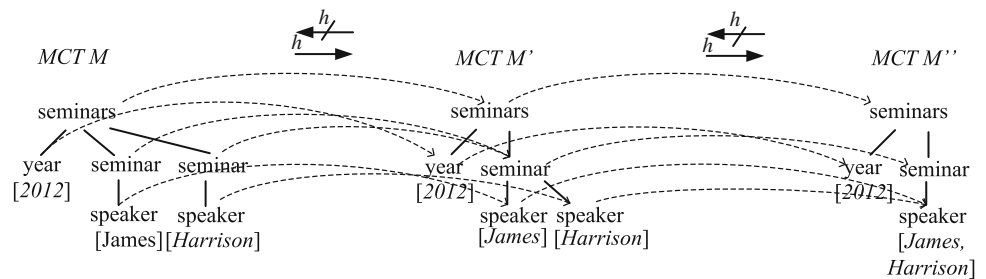 h h
h h
MCT M MCT M’ MCT M’’
seminars seminars seminars
year seminar seminar year seminar year seminar
[2012] [2012] [2012]
speaker speaker speaker speaker speaker
[James] [Harrison] [James] [Harrison] [James,
Harrison]